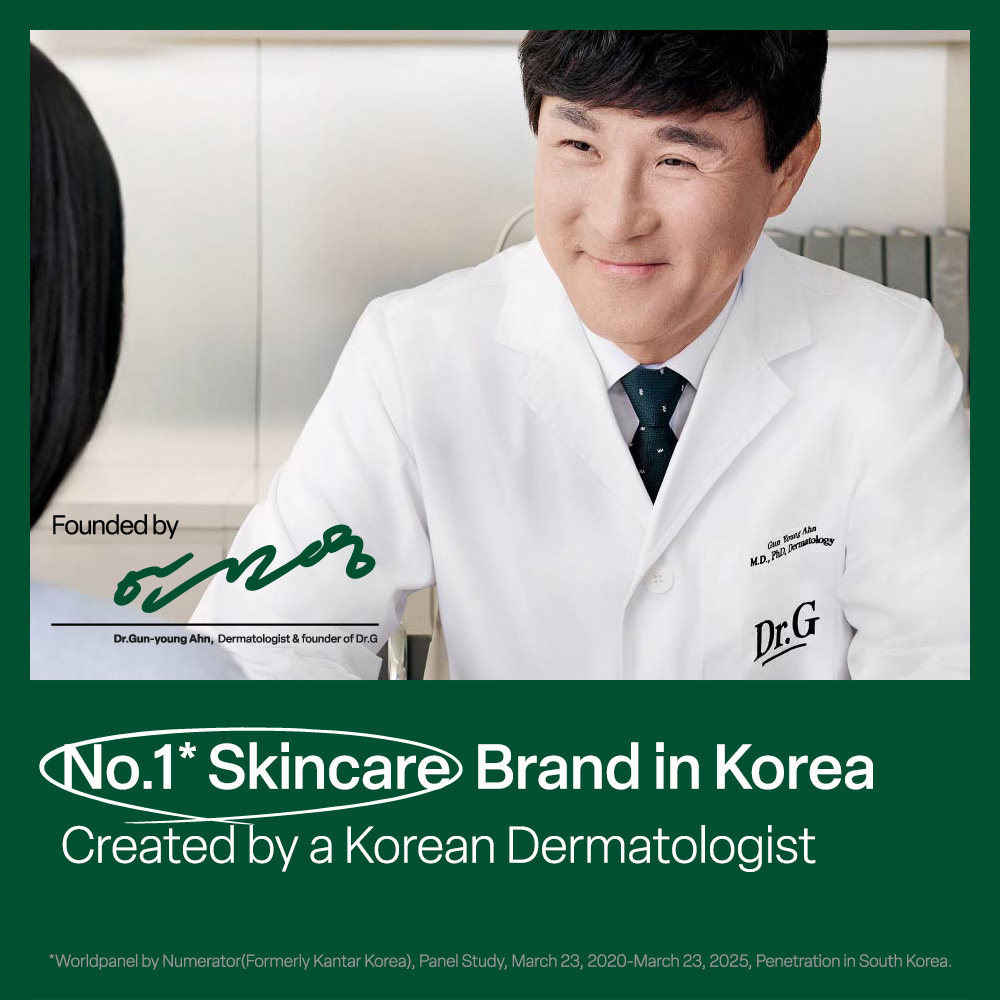 Founded by
Dr.Gun-young Ahn, Dermatologist & founder of Dr.G
Gun Young Ahn
M.D., PhD, Dermatology
Dr.G
No.1* Skincare Brand in Korea
Created by a Korean Dermatologist
*Worldpanel by Numerator(Formerly Kantar Korea), Panel Study, March 23, 2020-March 23, 2025, Penetration in South Korea.